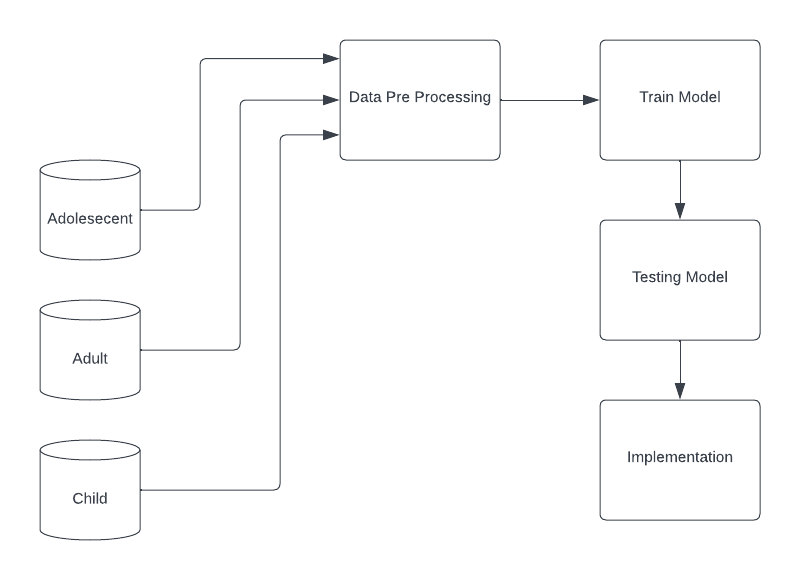 Data Pre Processing
Train Model
Adolesecent
Testing Model
Adult
Implementation
Child